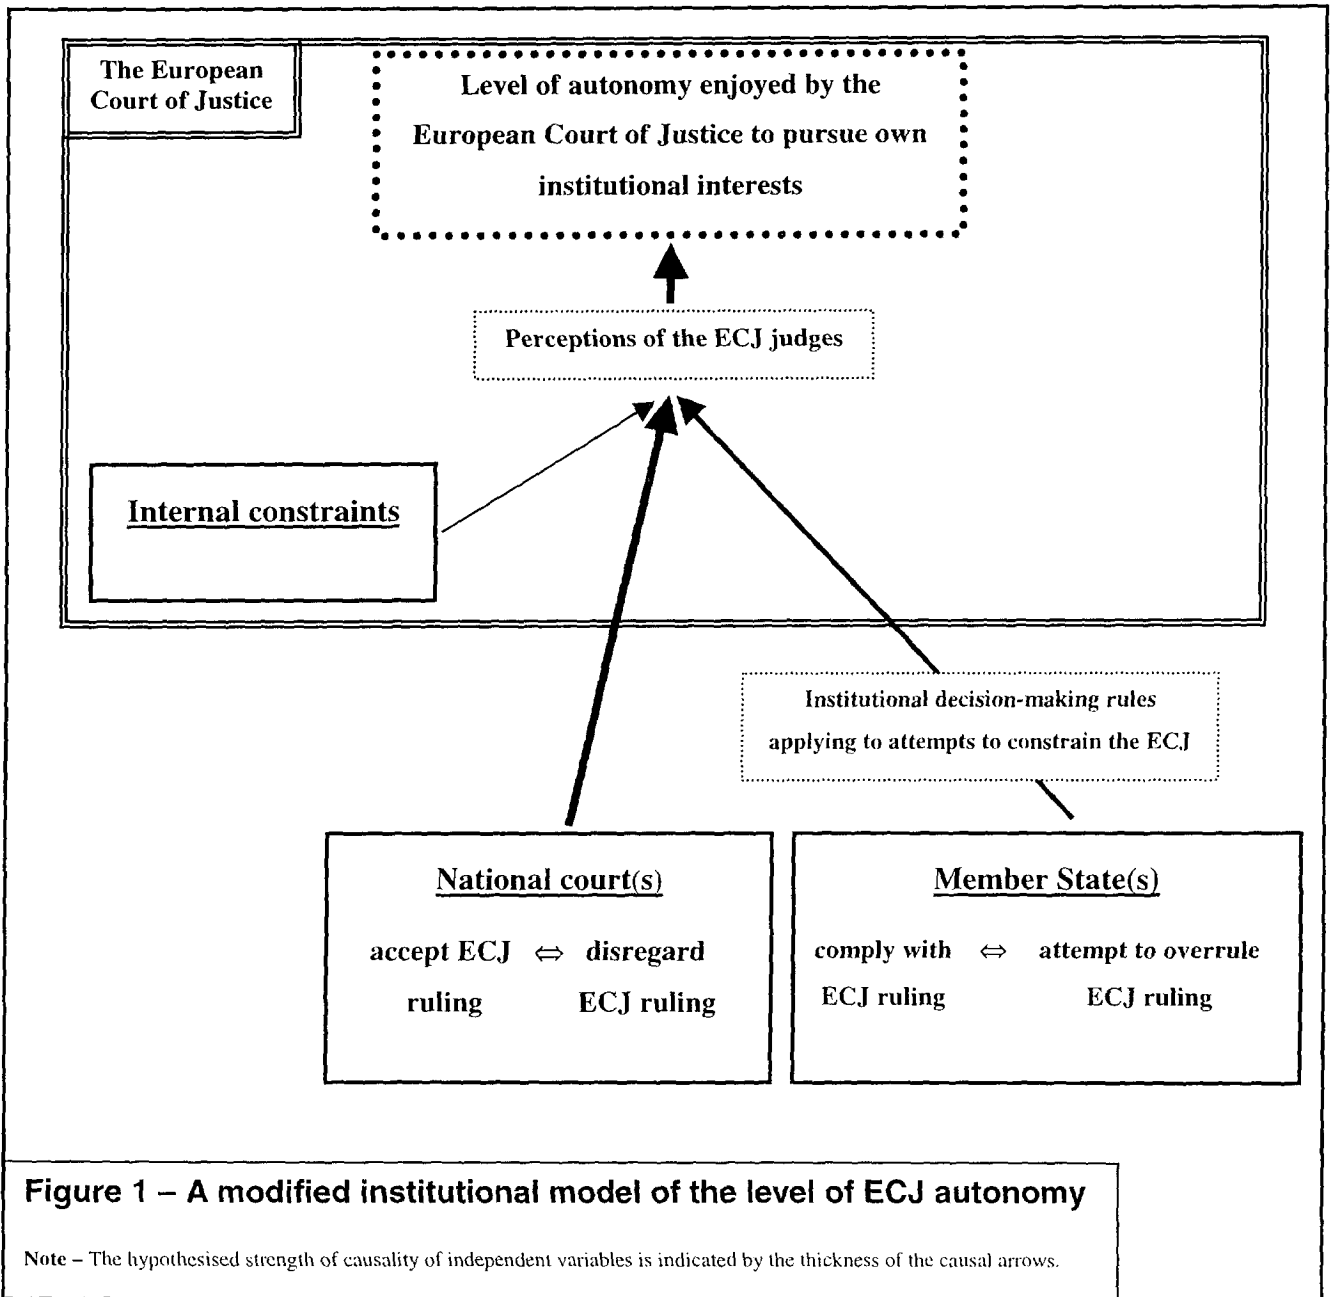 The European
Court of Justice
Level of autonomy enjoyed by the
European Court of Justice to pursue own
institutional interests
Perceptions of the ECJ judges
Internal constraints
Institutional decision-making rules
applying to attempts to constrain the ECJ
National court(s)
accept ECJ ⇔ disregard
ruling ECJ ruling
Member State(s)
comply with ⇔ attempt to overrule
ECJ ruling ECJ ruling
Figure 1 – A modified institutional model of the level of ECJ autonomy
Note – The hypothesised strength of causality of independent variables is indicated by the thickness of the causal arrows.